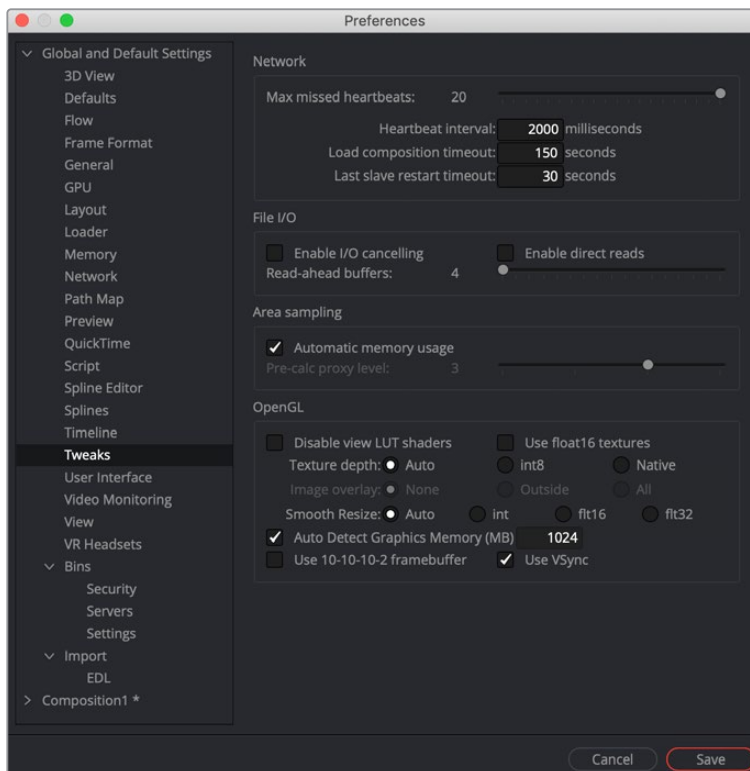 Preferences
Global and Default Settings
3D View
Defaults
Flow
Frame Format
General
GPU
Layout
Loader
Memory
Network
Path Map
Preview
QuickTime
Script
Spline Editor
Splines
Timeline
Tweaks
User Interface
Video Monitoring
View
VR Headsets
Bins
Security
Servers
Settings
Import
EDL
Composition1 *
Network
Max missed heartbeats: 20
Heartbeat interval: 2000 milliseconds
Load composition timeout: 150 seconds
Last slave restart timeout: 30 seconds
File I/O
Enable I/O cancelling Enable direct reads
Read-ahead buffers: 4
Area sampling
Automatic memory usage
Pre-calc proxy level: 3
OpenGL
Disable view LUT shaders Use float16 textures
Texture depth: Auto int8 Native
Image overlay: None Outside All
Smooth Resize: Auto int flt16 flt32
Auto Detect Graphics Memory (MB) 1024
Use 10-10-10-2 framebuffer Use VSync
Cancel Save